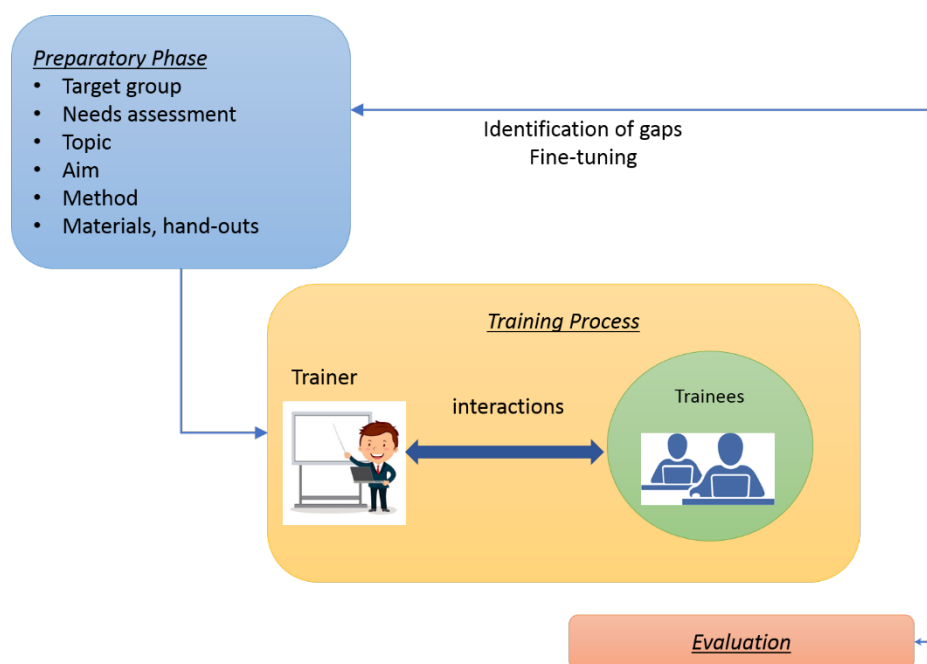 Preparatory Phase
• Target group
• Needs assessment
• Topic
• Aim
• Method
• Materials, hand-outs
Identification of gaps
Fine-tuning
Training Process
Trainer
interactions
Trainees
Evaluation